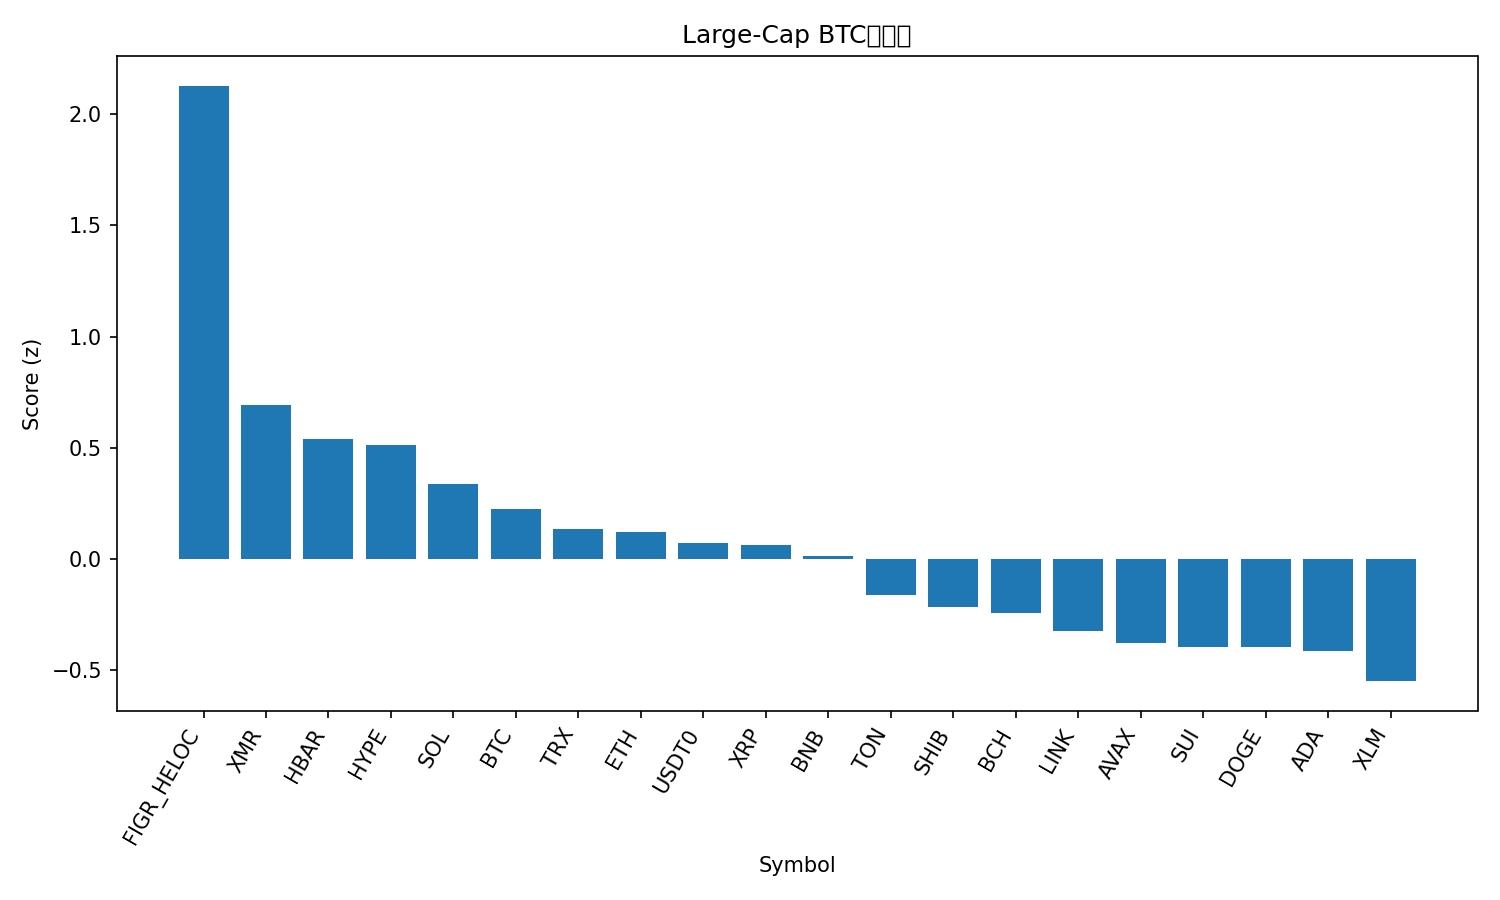 Large-Cap BTC
Score (z)
2.0
1.5
1.0
0.5
0.0
−0.5
FIGR_HELOC
XMR
HBAR
HYPE
SOL
BTC
TRX
ETH
USDT0
XRP
BNB
TON
SHIB
BCH
LINK
AVAX
SUI
DOGE
ADA
XLM
Symbol